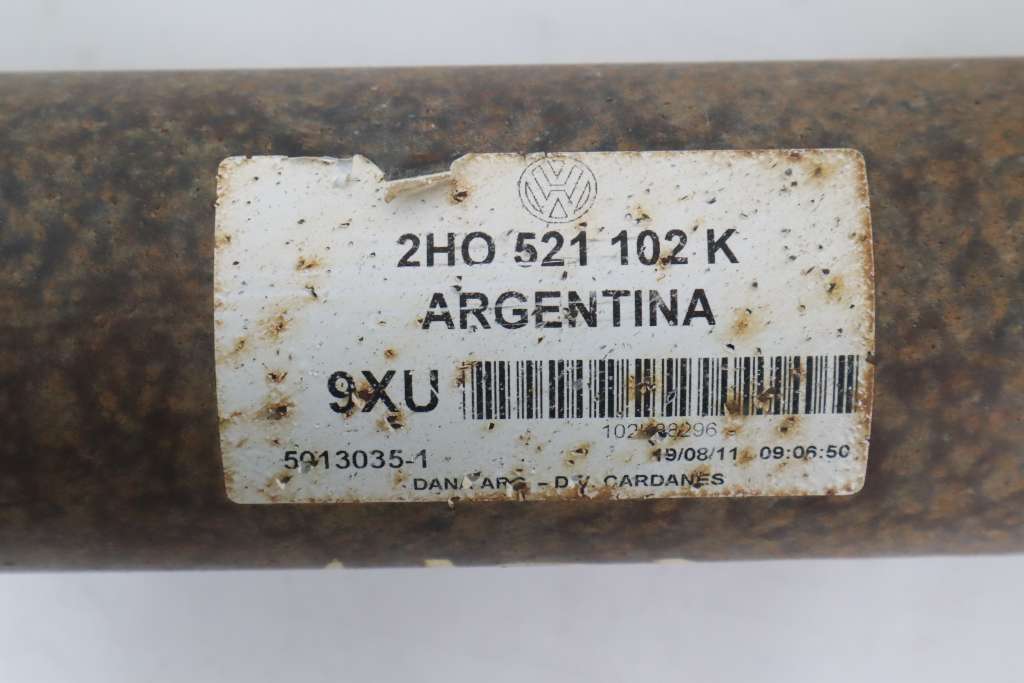 2HO 521 102 K
ARGENTINA
9XU
5013035-1 19/08/11 09:06:50
- D.V. CARDANES